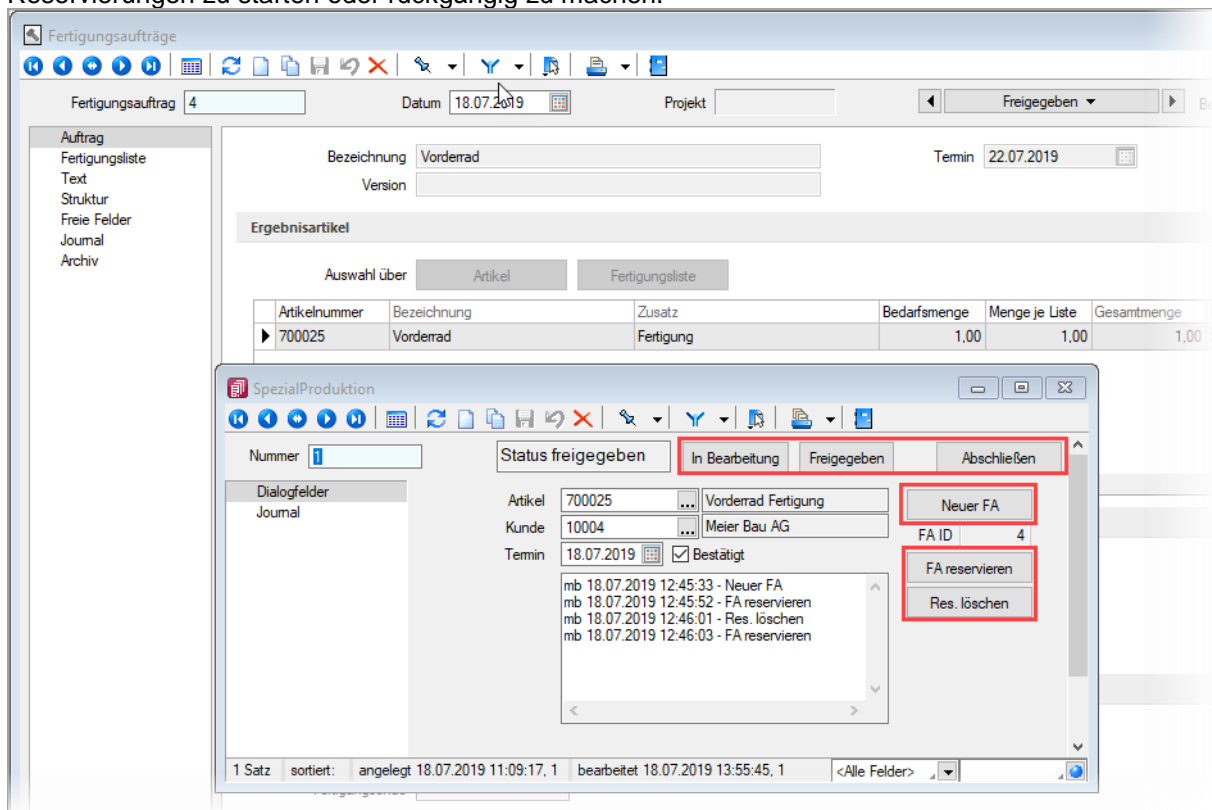 Reservierungen zu starten oder rückgängig zu machen.
Fertigungsaufträge
Fertigungsauftrag 4 Datum 18.07.2019 Projekt Freigegeben
Auftrag
Fertigungsliste
Text
Struktur
Freie Felder
Journal
Archiv
Bezeichnung Vorderrad Termin 22.07.2019
Version
Ergebnisartikel
Auswahl über Artikel Fertigungsliste
Artikelnummer Bezeichnung Zusatz Bedarfsmenge Menge je Liste Gesamtmenge
700025 Vorderrad Fertigung 1,00 1,00 1,00
SpezialProduktion
Nummer 1 Status freigegeben In Bearbeitung Freigegeben Abschließen
Dialogfelder
Journal
Artikel 700025 ... Vorderrad Fertigung Neuer FA
Kunde 10004 ... Meier Bau AG
FA ID 4
Termin 18.07.2019 Bestätigt
FA reservieren
Res. löschen
mb 18.07.2019 12:45:33 - Neuer FA
mb 18.07.2019 12:45:52 - FA reservieren
mb 18.07.2019 12:46:01 - Res. löschen
mb 18.07.2019 12:46:03 - FA reservieren
1 Satz sortiert: angelegt 18.07.2019 11:09:17, 1 bearbeitet 18.07.2019 13:55:45, 1 <Alle Felder>